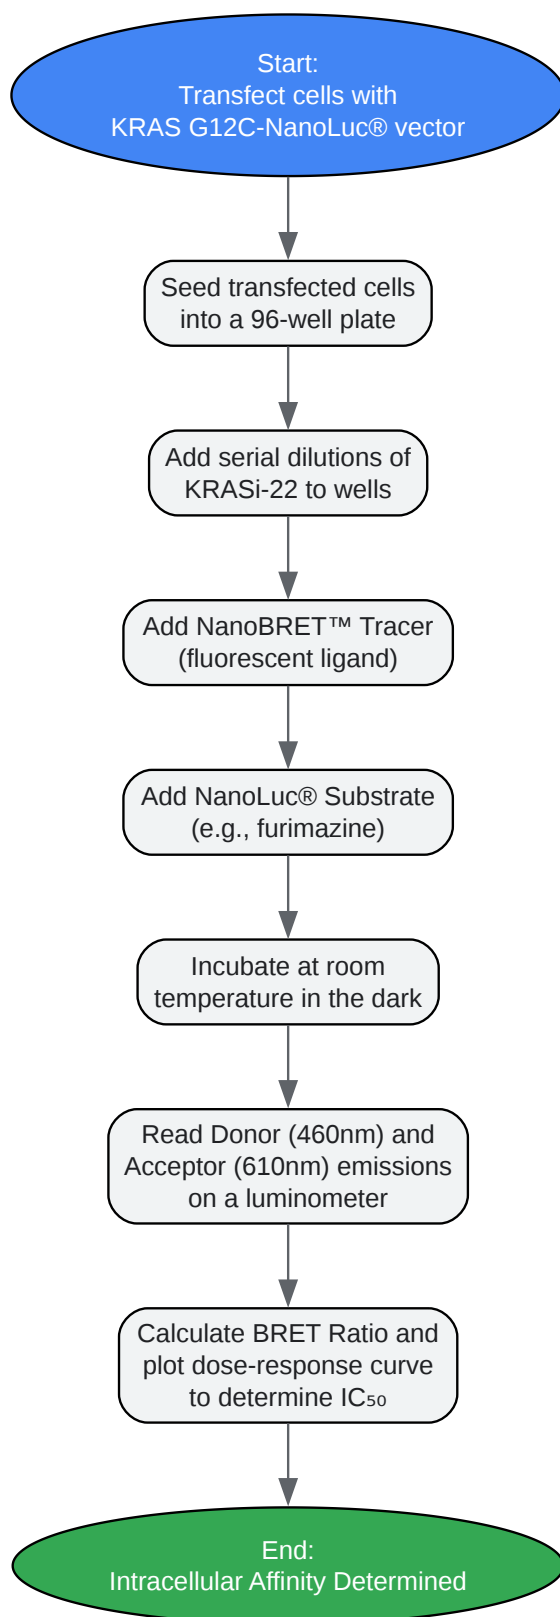 Start:
Transfect cells with
KRAS G12C-NanoLuc® vector
Seed transfected cells
into a 96-well plate
Add serial dilutions of
KRASi-22 to wells
Add NanoBRET™ Tracer
(fluorescent ligand)
Add NanoLuc® Substrate
(e.g., furimazine)
Incubate at room
temperature in the dark
Read Donor (460nm) and
Acceptor (610nm) emissions
on a luminometer
Calculate BRET Ratio and
plot dose-response curve
to determine IC₅₀
End:
Intracellular Affinity Determined